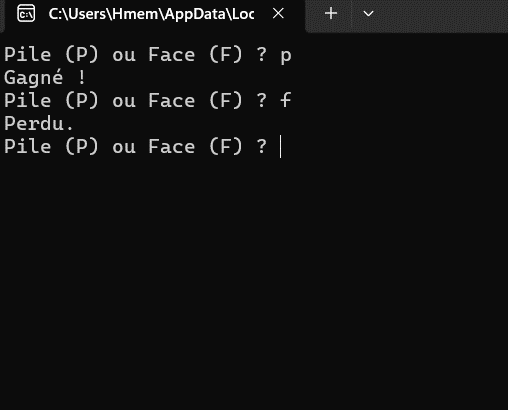 C:\Users\Hmem\AppData\Loc
Pile (P) ou Face (F) ? p
Gagné !
Pile (P) ou Face (F) ? f
Perdu.
Pile (P) ou Face (F) ?